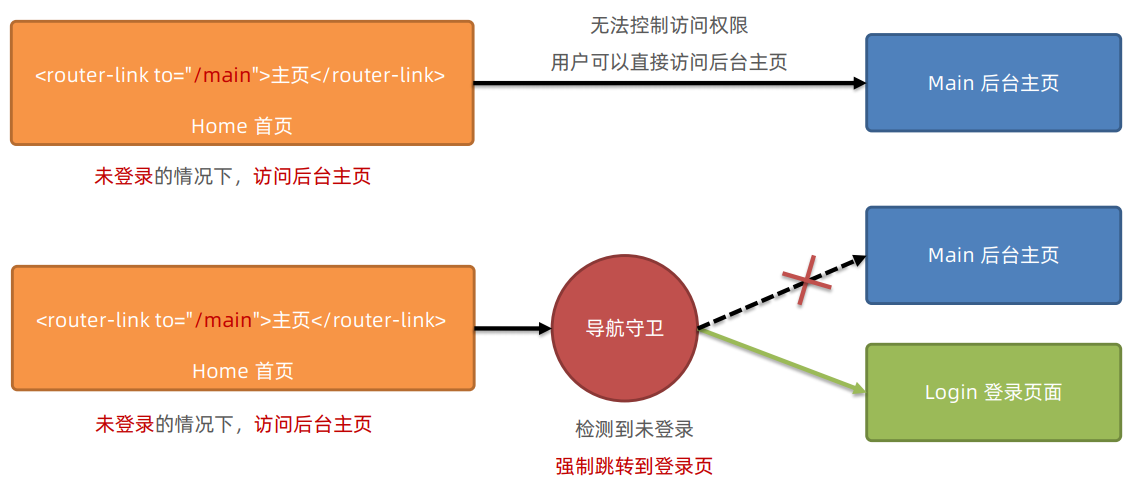 无法控制访问权限
用户可以直接访问后台主页
<router-link to="/main">主页</router-link>
Home 首页
Main 后台主页
未登录的情况下，访问后台主页
<router-link to="/main">主页</router-link>
Home 首页
导航守卫
Main 后台主页
Login 登录页面
未登录的情况下，访问后台主页
检测到未登录
强制跳转到登录页